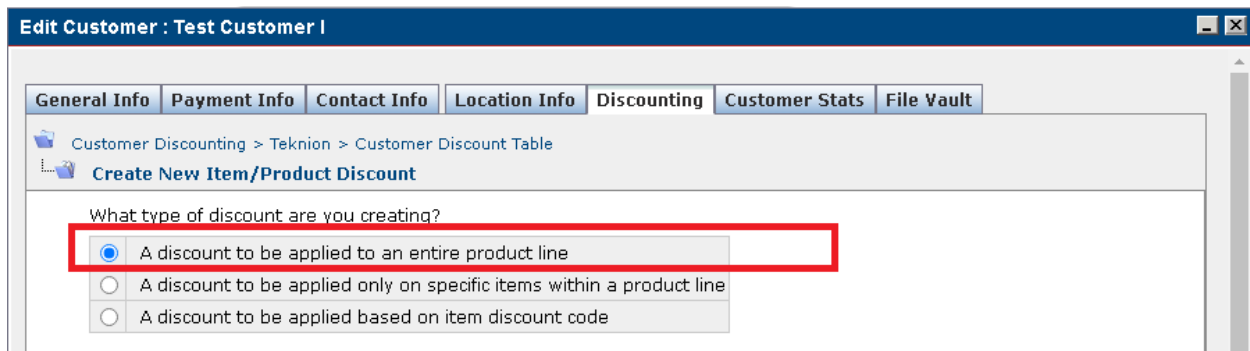 Edit Customer : Test Customer I
General Info Payment Info Contact Info Location Info Discounting Customer Stats File Vault
Customer Discounting > Teknion > Customer Discount Table
Create New Item/Product Discount
What type of discount are you creating?
A discount to be applied to an entire product line
A discount to be applied only on specific items within a product line
A discount to be applied based on item discount code